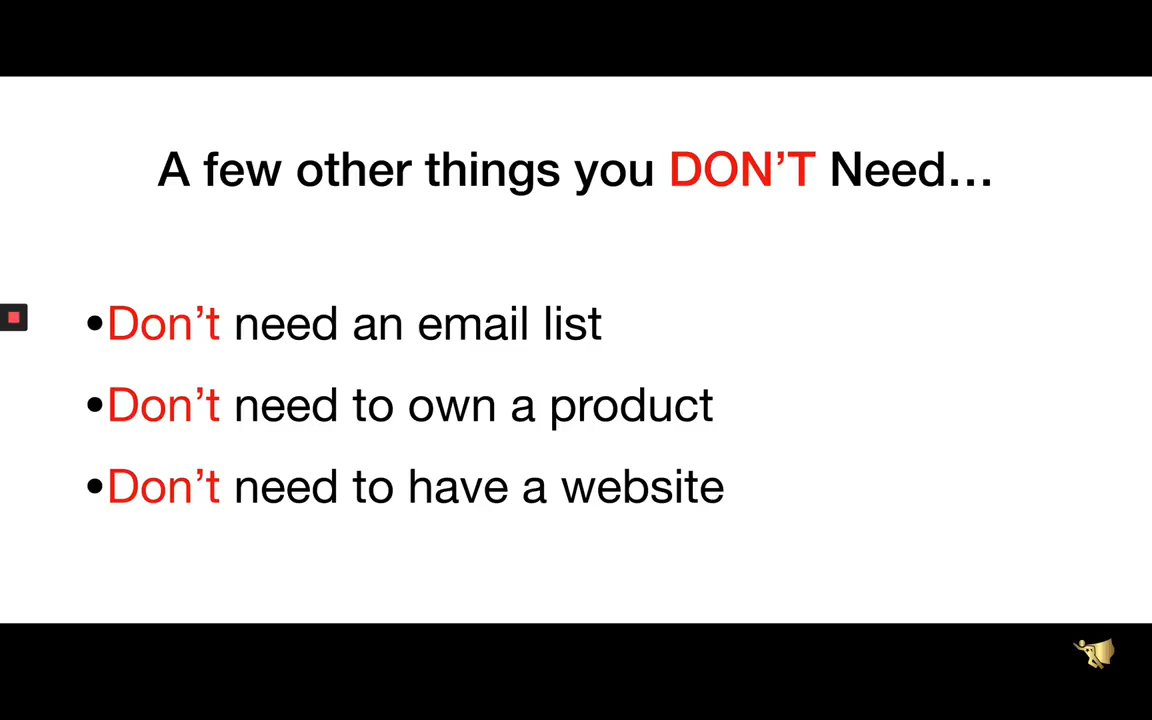 A few other things you DON’T Need…
•Don’t need an email list
•Don’t need to own a product
•Don’t need to have a website